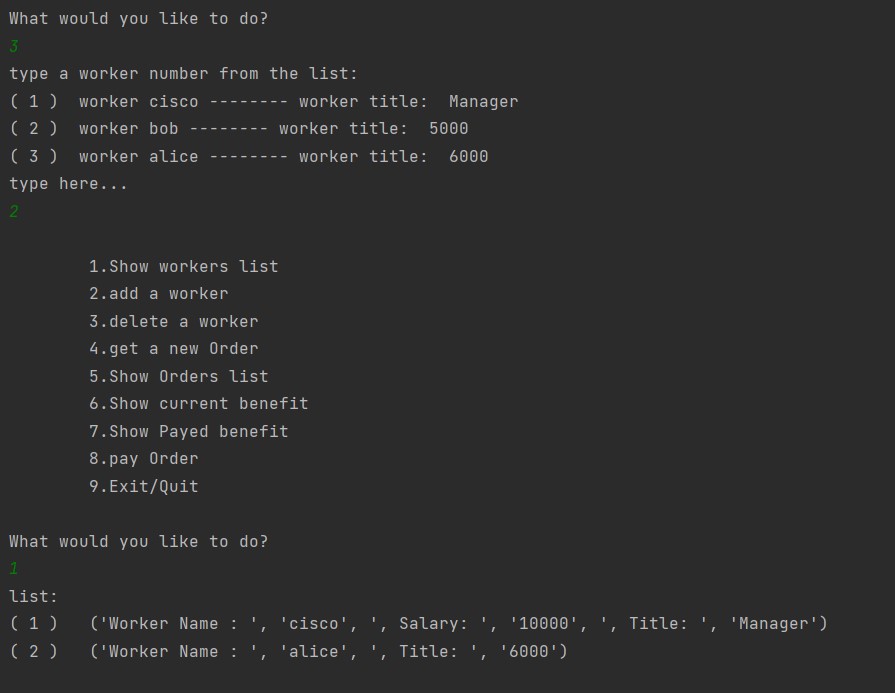 What would you like to do?
3
type a worker number from the list:
( 1 )  worker cisco -------- worker title:  Manager
( 2 )  worker bob -------- worker title:  5000
( 3 )  worker alice -------- worker title:  6000
type here...
2
1.Show workers list
2.add a worker
3.delete a worker
4.get a new Order
5.Show Orders list
6.Show current benefit
7.Show Payed benefit
8.pay Order
9.Exit/Quit
What would you like to do?
1
list:
( 1 )   ('Worker Name : ', 'cisco', ', Salary: ', '10000', ', Title: ', 'Manager')
( 2 )   ('Worker Name : ', 'alice', ', Title: ', '6000')